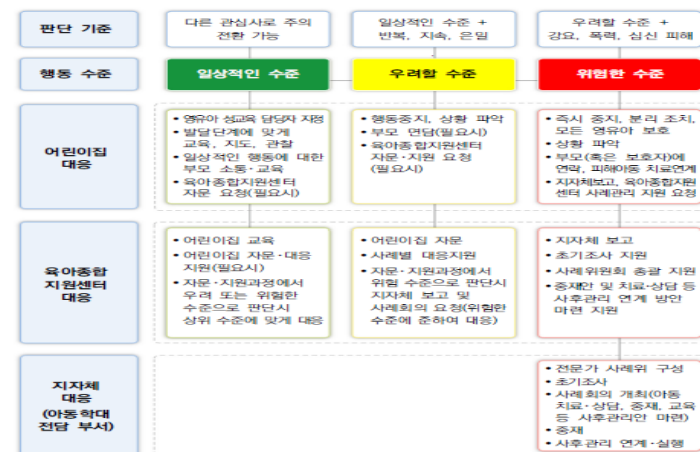 판단 기준
다른 관심사로 주의
전환 가능
일상적인 수준 +
반복, 지속, 은밀
우려할 수준 +
강요, 폭력, 심신 피해
행동 수준
일상적인 수준
우려할 수준
위험한 수준
어린이집
대응
• 영유아 성교육 담당자 지정
• 발달단계에 맞게
교육, 지도, 관찰
• 일상적인 행동에 대한
부모 소통·교육
• 육아종합지원센터
자문 요청(필요시)
• 행동중지, 상황 파악
• 부모 면담(필요시)
• 육아종합지원센터
자문·지원 요청
(필요시)
• 즉시 중지, 분리 조치,
모든 영유아 보호
• 상황 파악
• 부모(혹은 보호자)에
연락, 피해아동 치료연계
• 지자체보고, 육아종합지원
센터 사례관리 지원 요청
육아종합
지원센터
대응
• 어린이집 교육
• 어린이집 자문·대응
지원(필요시)
• 자문·지원과정에서
우려 또는 위험한
수준으로 판단시
상위 수준에 맞게 대응
• 어린이집 자문
• 사례별 대응지원
• 자문·지원과정에서
위험 수준으로 판단시
지자체 보고 및
사례회의 요청(위험한
수준에 준하여 대응)
• 지자체 보고
• 초기조사 지원
• 사례위원회 총괄 지원
• 중재안 및 치료·상담 등
사후관리 연계 방안
마련 지원
지자체
대응
(아동학대
전담 부서)
• 전문가 사례위 구성
• 초기조사
• 사례회의 개최(아동
치료·상담, 중재, 교육
등 사후관리안 마련)
• 중재
• 사후관리 연계·실행